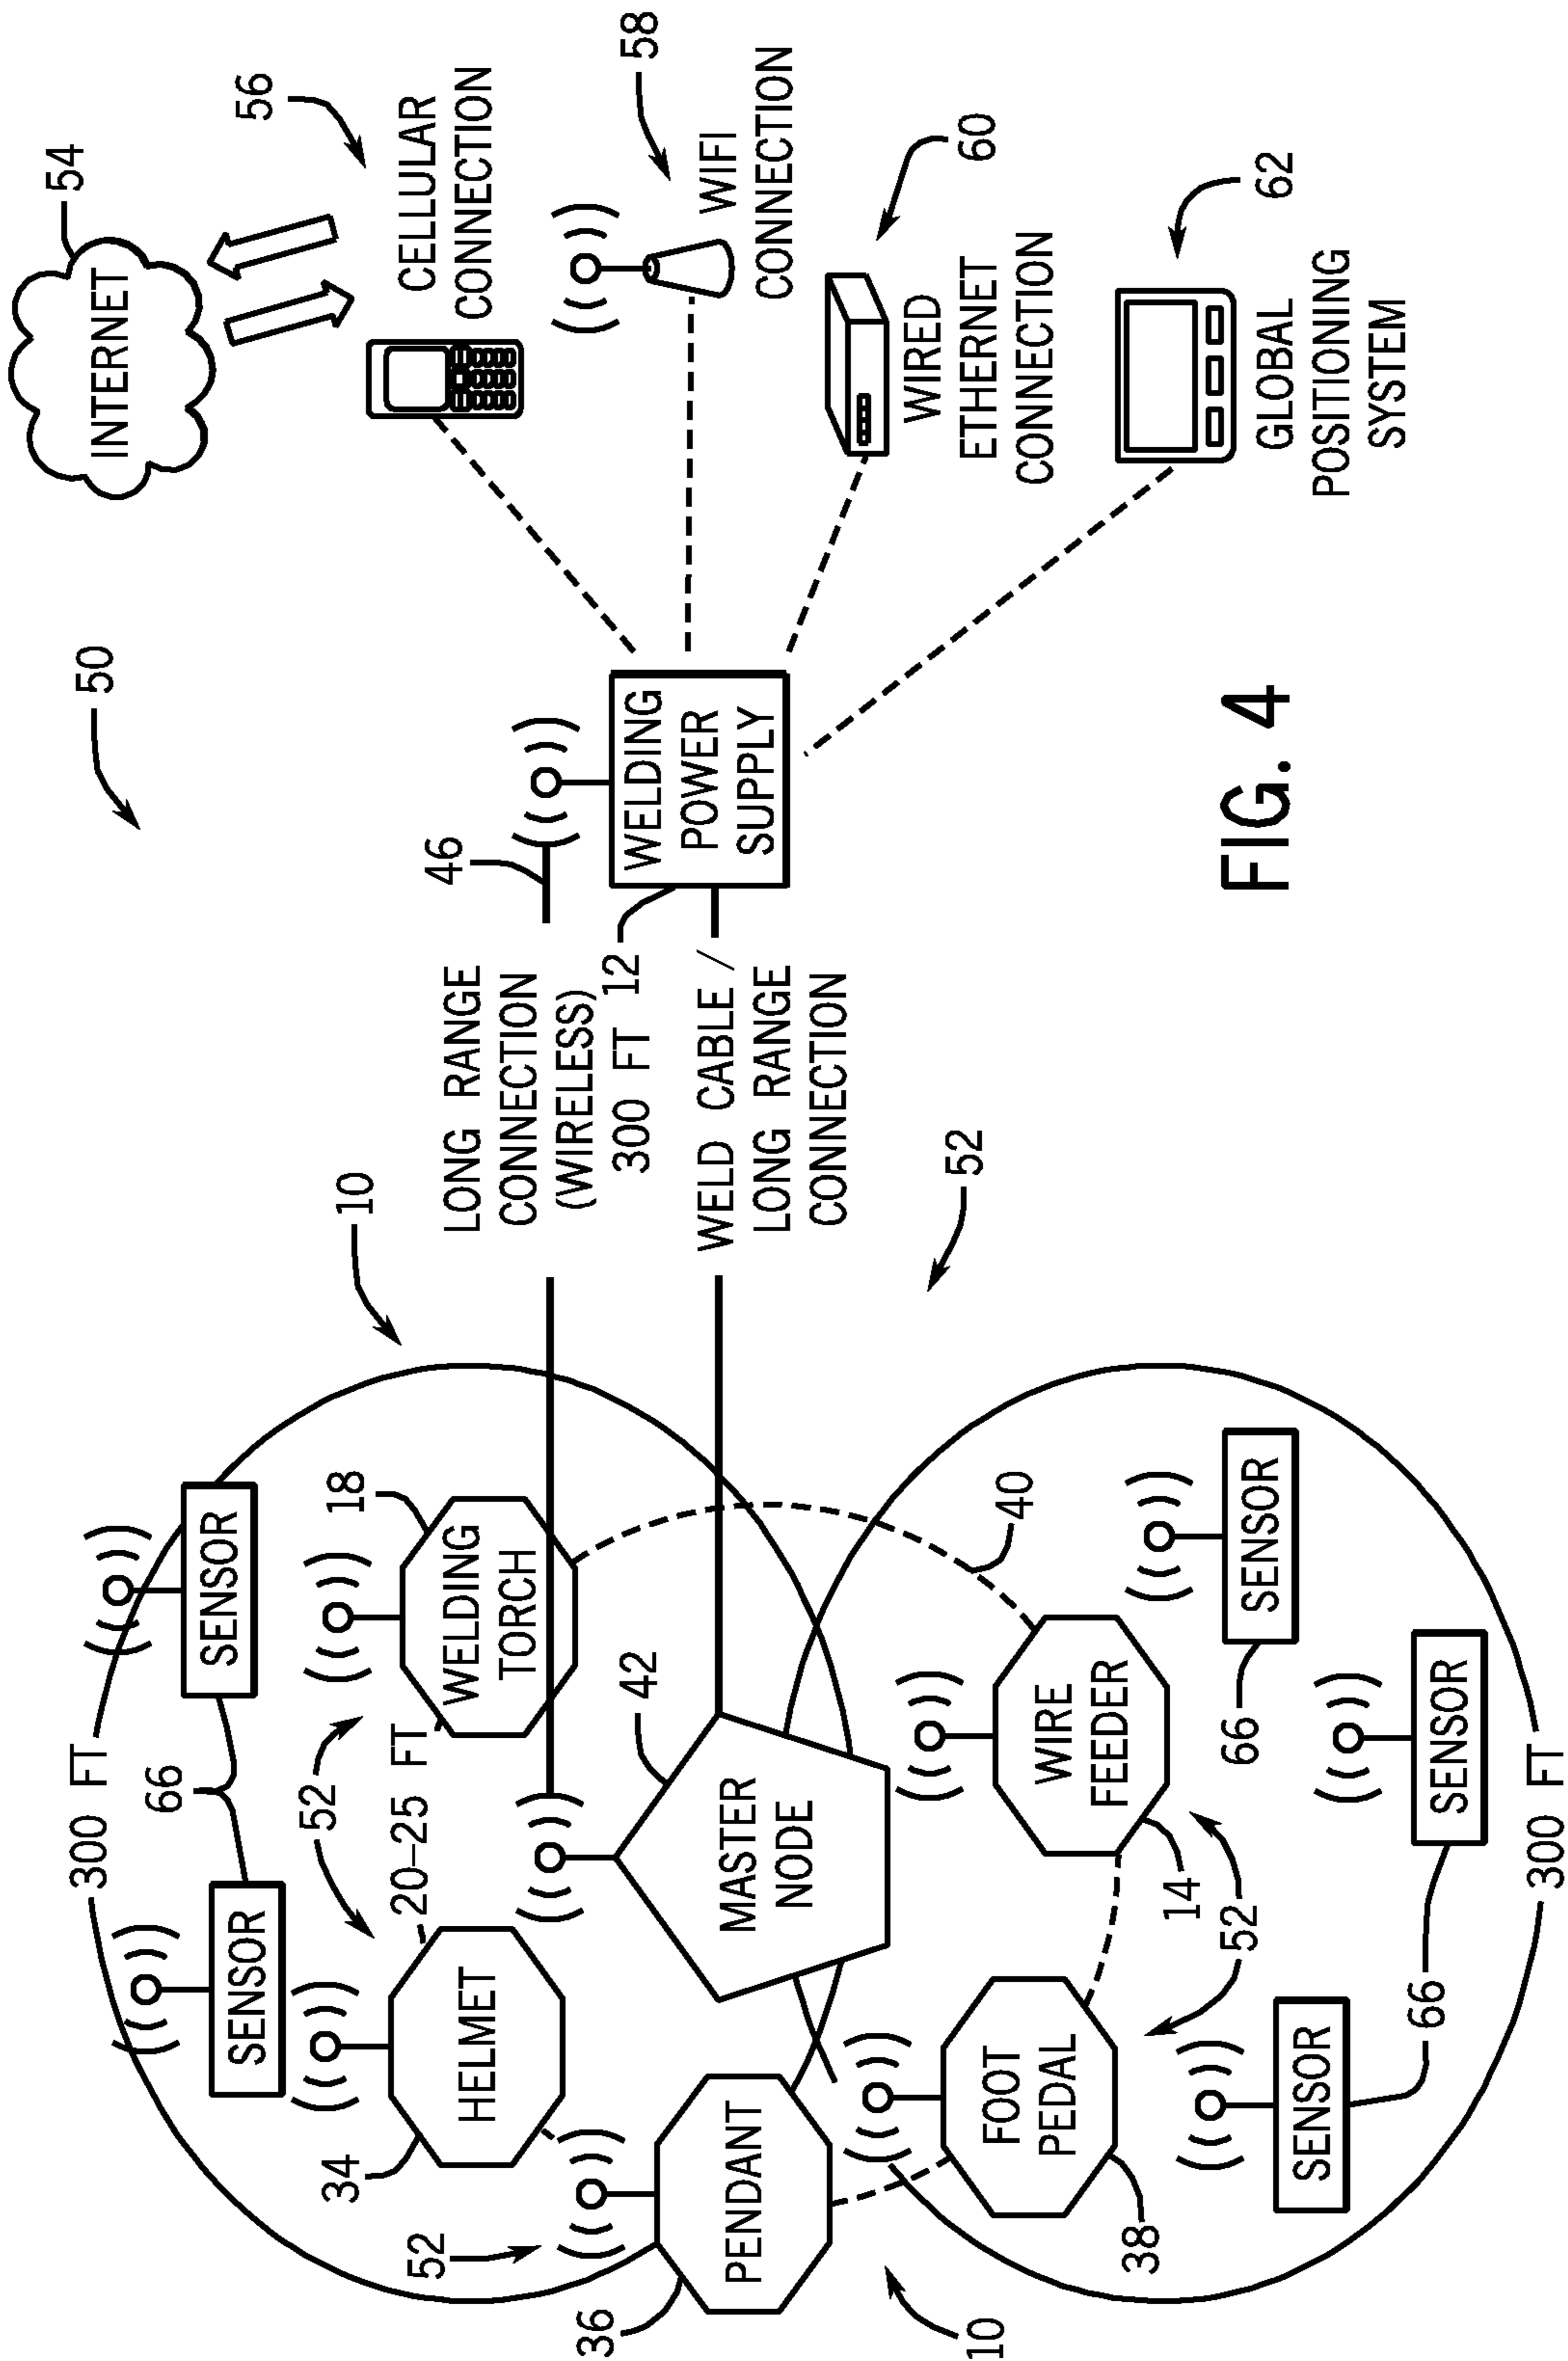 50
54
INTERNET
56
CELLULAR
CONNECTION
58
WIFI
CONNECTION
60
WIRED
ETHERNET
CONNECTION
62
GLOBAL
POSITIONING
SYSTEM
46
12
WELDING
POWER
SUPPLY
LONG RANGE
CONNECTION
(WIRELESS)
300 FT
WELD CABLE /
LONG RANGE
CONNECTION
10
52
300 FT
66
SENSOR
SENSOR
52
18
WELDING
TORCH
20-25 FT
34
HELMET
42
MASTER
NODE
52
36
PENDANT
10
40
WIRE
FEEDER
14
52
38
FOOT
PEDAL
66
SENSOR
SENSOR
66
SENSOR
300 FT
FIG. 4